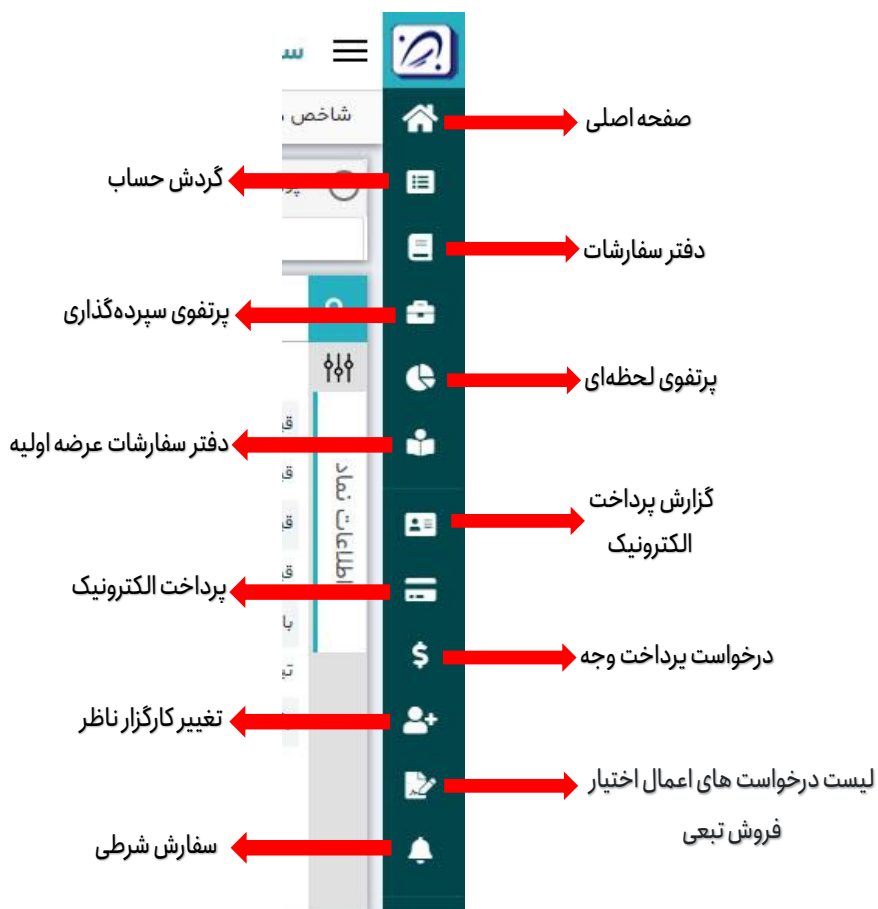 س
شاخص
صفحه اصلی
گردش حساب
دفتر سفارشات
پرتفوی سپرده‌گذاری
پرتفوی لحظه‌ای
دفتر سفارشات عرضه اولیه
اطلاعات نماد
گزارش پرداخت
الکترونیک
پرداخت الکترونیک
درخواست پرداخت وجه
تغییر کارگزار ناظر
لیست درخواست های اعمال اختیار
فروش تبعی
سفارش شرطی